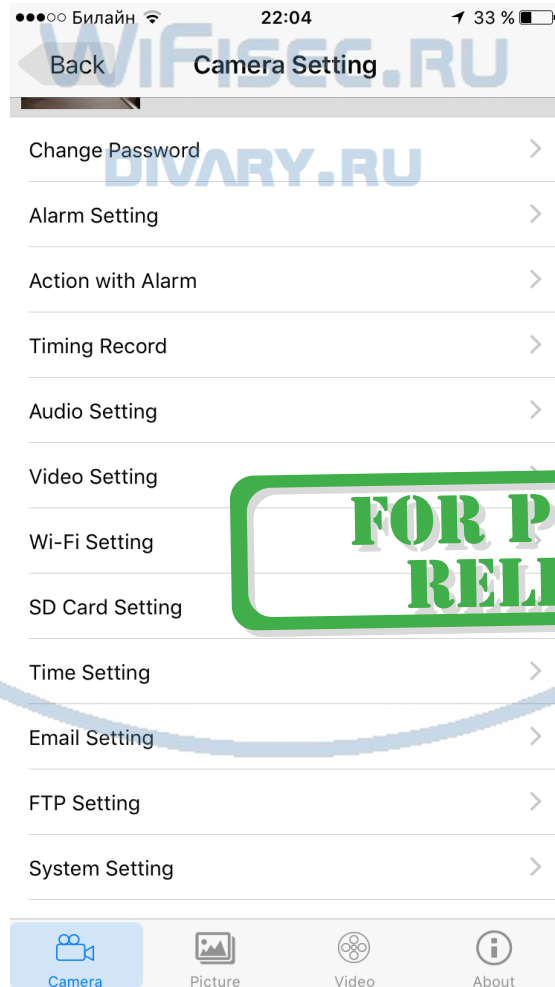 Билайн 22:04 33 %
WiFisec.RU
Back Camera Setting
Change Password
DIVARY.RU
Alarm Setting
Action with Alarm
Timing Record
Audio Setting
Video Setting
FOR P
Wi-Fi Setting
RELE
SD Card Setting
Time Setting
Email Setting
FTP Setting
System Setting
Camera Picture Video About